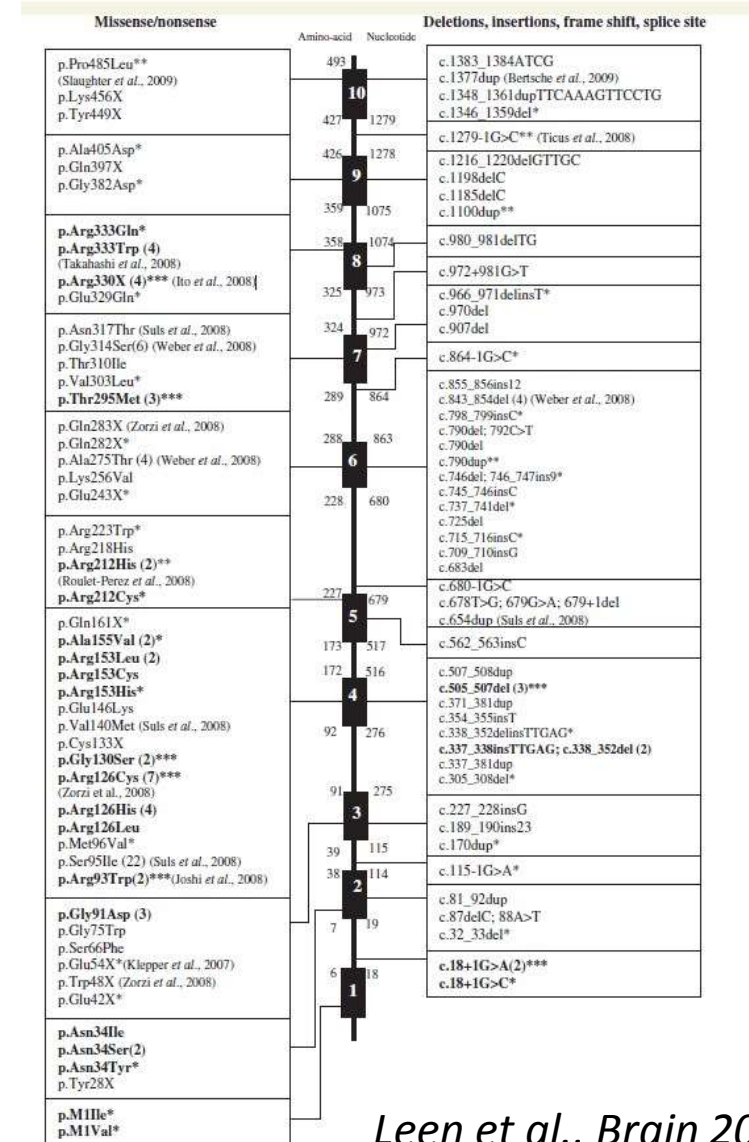 Missense/nonsense
Deletions, insertions, frame shift, splice site
Amino-acid Nucleotide
p.Pro485Leu**
(Slaughter et al., 2009)
p.Lys456X
p.Tyr449X
p.Ala405Asp*
p.Gln397X
p.Gly382Asp*
p.Arg333Gln*
p.Arg333Trp (4)
(Takahashi et al., 2008)
p.Arg330X (4)*** (Ito et al., 2008)
p.Glu329Gln*
p.Asn317Thr (Suls et al., 2008)
p.Gly314Ser(6) (Weber et al., 2008)
p.Thr310Ile
p.Val303Leu*
p.Thr295Met (3)***
p.Gln283X (Zorzi et al., 2008)
p.Gln282X*
p.Ala275Thr (4) (Weber et al., 2008)
p.Lys256Val
p.Glu243X*
p.Arg223Trp*
p.Arg218His
p.Arg212His (2)**
(Roulet-Perez et al., 2008)
p.Arg212Cys*
p.Gln161X*
p.Ala155Val (2)*
p.Arg153Leu (2)
p.Arg153Cys
p.Arg153His*
p.Glu146Lys
p.Val140Met (Suls et al., 2008)
p.Cys133X
p.Gly130Ser (2)***
p.Arg126Cys (7)***
(Zorzi et al., 2008)
p.Arg126His (4)
p.Arg126Leu
p.Met96Val*
p.Ser95Ile (22) (Suls et al., 2008)
p.Arg93Trp(2)***(Joshi et al., 2008)
p.Gly91Asp (3)
p.Gly75Trp
p.Ser66Phe
p.Glu54X*(Klepper et al., 2007)
p.Trp48X (Zorzi et al., 2008)
p.Glu42X*
p.Asn34Ile
p.Asn34Ser(2)
p.Asn34Tyr*
p.Tyr28X
p.M1Ile*
p.M1Val*
493
10
427 1279
426 1278
9
359 1075
358 1074
8
325 973
324 972
7
289 864
288 863
6
228 680
227 679
5
173 517
172 516
4
92 276
91 275
3
39 115
38 114
2
7 19
6 18
1
c.1383_1384ATCG
c.1377dup (Bertsche et al., 2009)
c.1348_1361dupTTCAAAGTTCCTG
c.1346_1359del*
c.1279-1G>C** (Ticus et al., 2008)
c.1216_1220delGTTGC
c.1198delC
c.1185delC
c.1100dup**
c.980_981delTG
c.972+981G>T
c.966_971delinsT*
c.970del
c.907del
c.864-1G>C*
c.855_856ins12
c.843_854del (4) (Weber et al., 2008)
c.798_799insC*
c.790del; 792C>T
c.790del
c.790dup**
c.746del; 746_747ins9*
c.745_746insC
c.737_741del*
c.725del
c.715_716insC*
c.709_710insG
c.683del
c.680-1G>C
c.678T>G; 679G>A; 679+1del
c.654dup (Suls et al., 2008)
c.562_563insC
c.507_508dup
c.505_507del (3)***
c.371_381dup
c.354_355insT
c.338_352delinsTTGAG*
c.337_338insTTGAG; c.338_352del (2)
c.337_381dup
c.305_308del*
c.227_228insG
c.189_190ins23
c.170dup*
c.115-1G>A*
c.81_92dup
c.87delC; 88A>T
c.32_33del*
c.18+1G>A(2)***
c.18+1G>C*
Leen et al., Brain 20